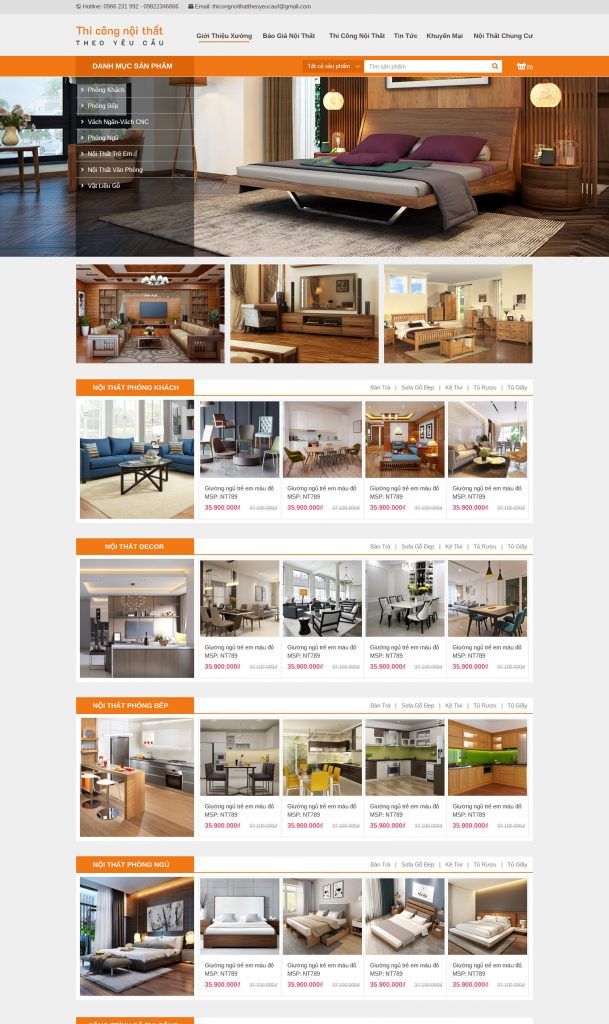 Hotline: 0966 231 992 - 09822346866 Email: thicongnoithattheoyeucauf@gmail.com
Thi công nội thất
THEO YÊU CẦU
Giới Thiệu Xưởng Báo Giá Nội Thất Thi Công Nội Thất Tin Tức Khuyến Mại Nội Thất Chung Cư
DANH MỤC SẢN PHẨM Tất cả sản phẩm Tìm sản phẩm (0)
Phòng Khách
Phòng Bếp
Vách Ngăn-Vách CNC
Phòng Ngủ
Nội Thất Trẻ Em
Nội Thất Văn Phòng
Vật Liệu Gỗ
NỘI THẤT PHÒNG KHÁCH Bàn Trà | Sofa Gỗ Đẹp | Kệ Tivi | Tủ Rượu | Tủ Giầy
Giường ngủ trẻ em màu đỏ Giường ngủ trẻ em màu đỏ Giường ngủ trẻ em màu đỏ Giường ngủ trẻ em màu đỏ
MSP: NT789 MSP: NT789 MSP: NT789 MSP: NT789
35.900.000₫ 37.100.000₫ 35.900.000₫ 37.100.000₫ 35.900.000₫ 37.100.000₫ 35.900.000₫ 37.100.000₫
NỘI THẤT DECOR Bàn Trà | Sofa Gỗ Đẹp | Kệ Tivi | Tủ Rượu | Tủ Giầy
Giường ngủ trẻ em màu đỏ Giường ngủ trẻ em màu đỏ Giường ngủ trẻ em màu đỏ Giường ngủ trẻ em màu đỏ
MSP: NT789 MSP: NT789 MSP: NT789 MSP: NT789
35.900.000₫ 37.100.000₫ 35.900.000₫ 37.100.000₫ 35.900.000₫ 37.100.000₫ 35.900.000₫ 37.100.000₫
NỘI THẤT PHÒNG BẾP Bàn Trà | Sofa Gỗ Đẹp | Kệ Tivi | Tủ Rượu | Tủ Giầy
Giường ngủ trẻ em màu đỏ Giường ngủ trẻ em màu đỏ Giường ngủ trẻ em màu đỏ Giường ngủ trẻ em màu đỏ
MSP: NT789 MSP: NT789 MSP: NT789 MSP: NT789
35.900.000₫ 37.100.000₫ 35.900.000₫ 37.100.000₫ 35.900.000₫ 37.100.000₫ 35.900.000₫ 37.100.000₫
NỘI THẤT PHÒNG NGỦ Bàn Trà | Sofa Gỗ Đẹp | Kệ Tivi | Tủ Rượu | Tủ Giầy
Giường ngủ trẻ em màu đỏ Giường ngủ trẻ em màu đỏ Giường ngủ trẻ em màu đỏ Giường ngủ trẻ em màu đỏ
MSP: NT789 MSP: NT789 MSP: NT789 MSP: NT789
35.900.000₫ 37.100.000₫ 35.900.000₫ 37.100.000₫ 35.900.000₫ 37.100.000₫ 35.900.000₫ 37.100.000₫